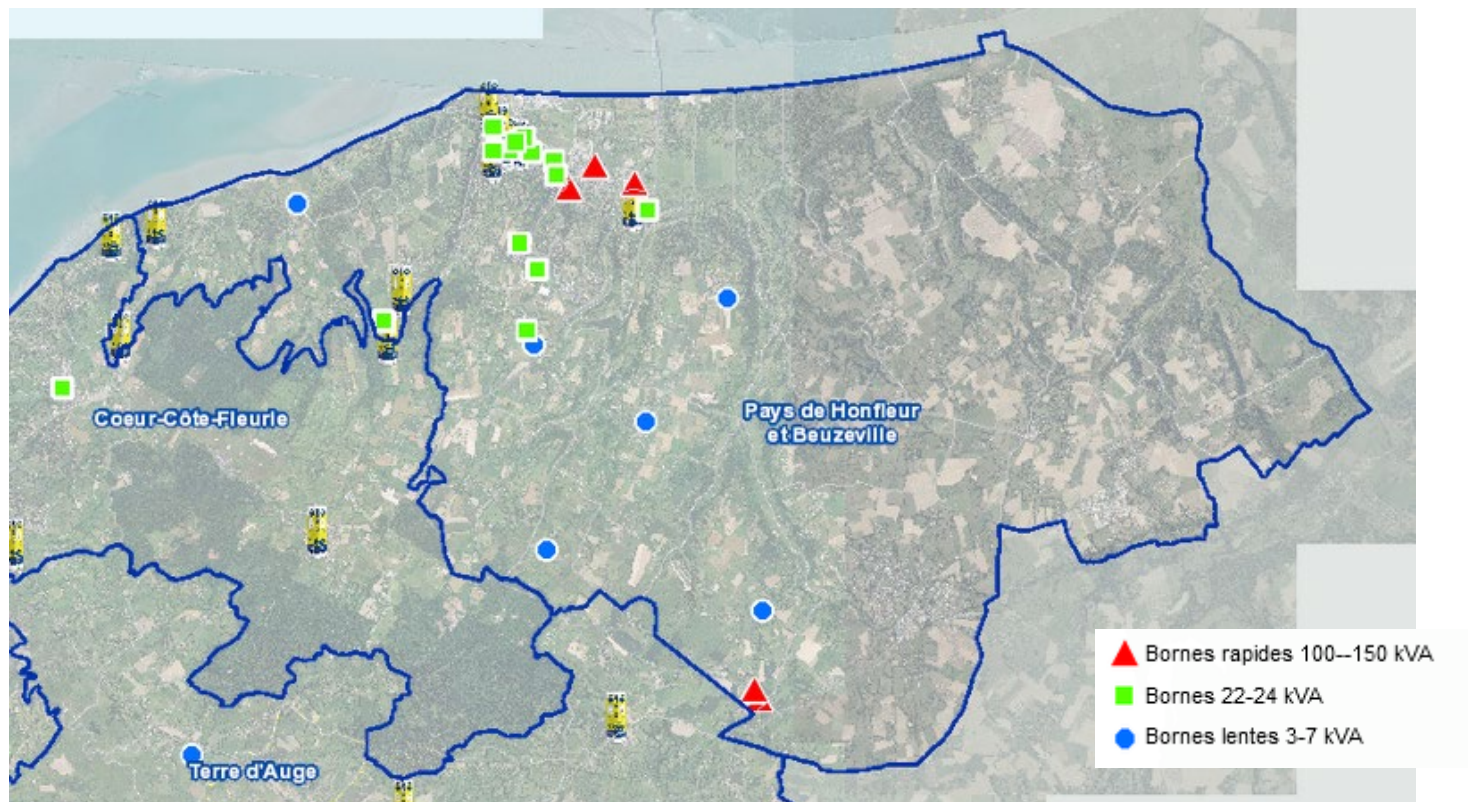 Coeur-Côte-Fleurie
Pays de Honfleur
et Beuzeville
Terre d'Auge
Bornes rapides 100--150 kVA
Bornes 22-24 kVA
Bornes lentes 3-7 kVA